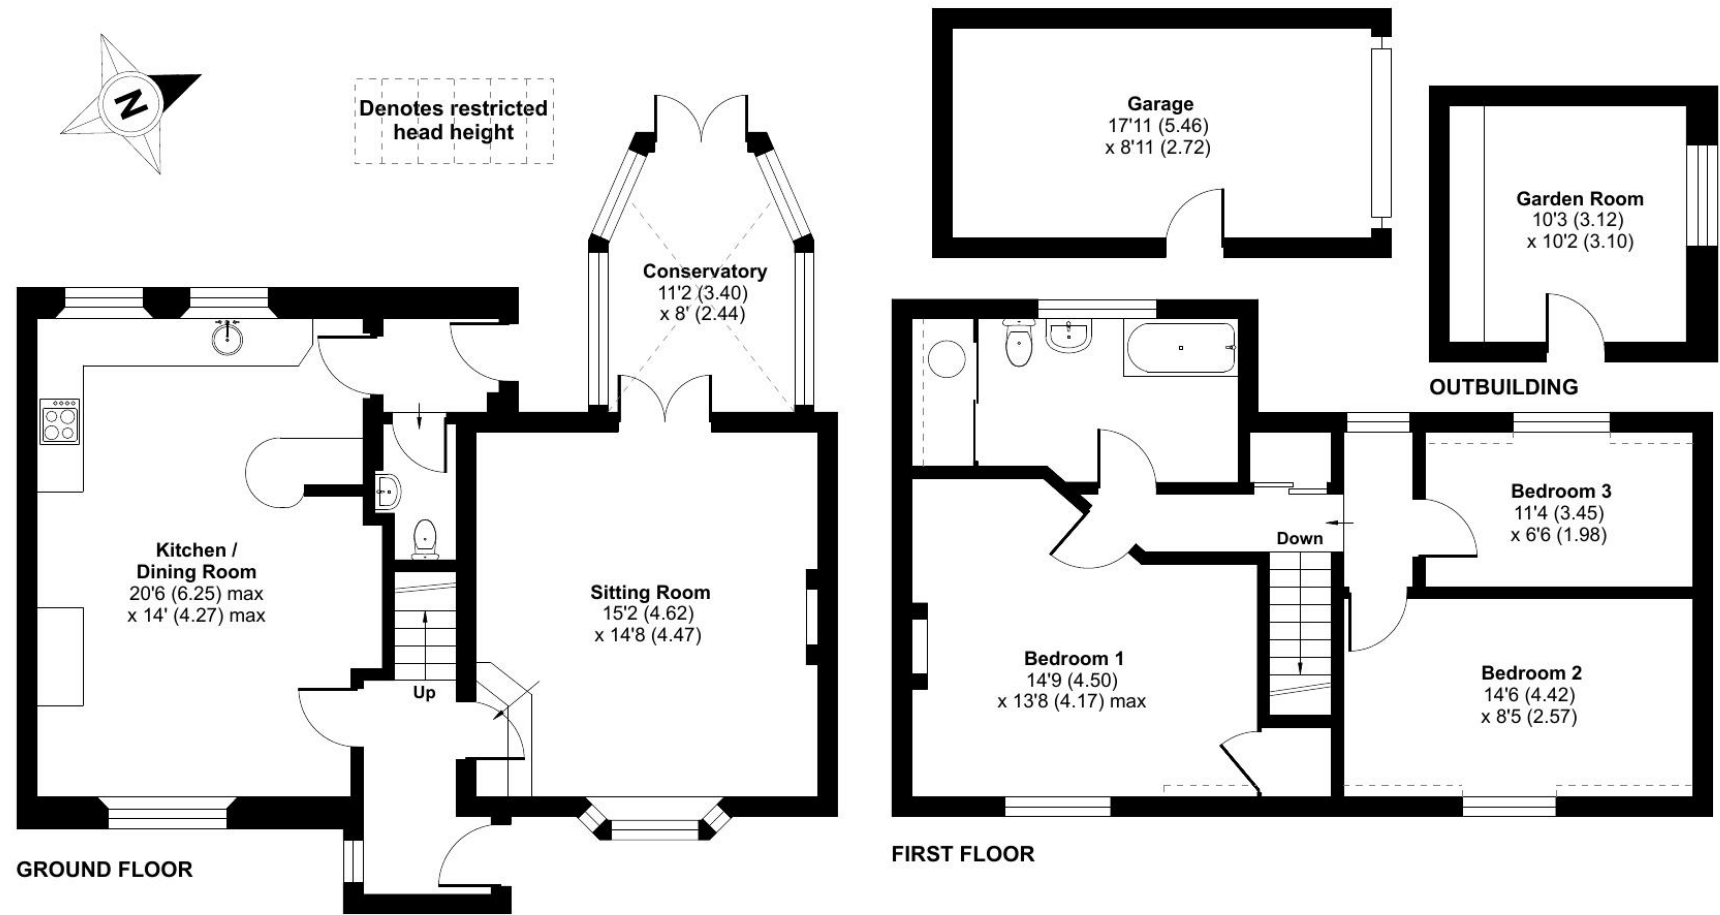 N
Denotes restricted
head height
Garage
17'11 (5.46)
x 8'11 (2.72)
Garden Room
10'3 (3.12)
x 10'2 (3.10)
OUTBUILDING
Conservatory
11'2 (3.40)
x 8' (2.44)
Kitchen /
Dining Room
20'6 (6.25) max
x 14' (4.27) max
Sitting Room
15'2 (4.62)
x 14'8 (4.47)
Up
GROUND FLOOR
Bedroom 3
11'4 (3.45)
x 6'6 (1.98)
Down
Bedroom 1
14'9 (4.50)
x 13'8 (4.17) max
Bedroom 2
14'6 (4.42)
x 8'5 (2.57)
FIRST FLOOR